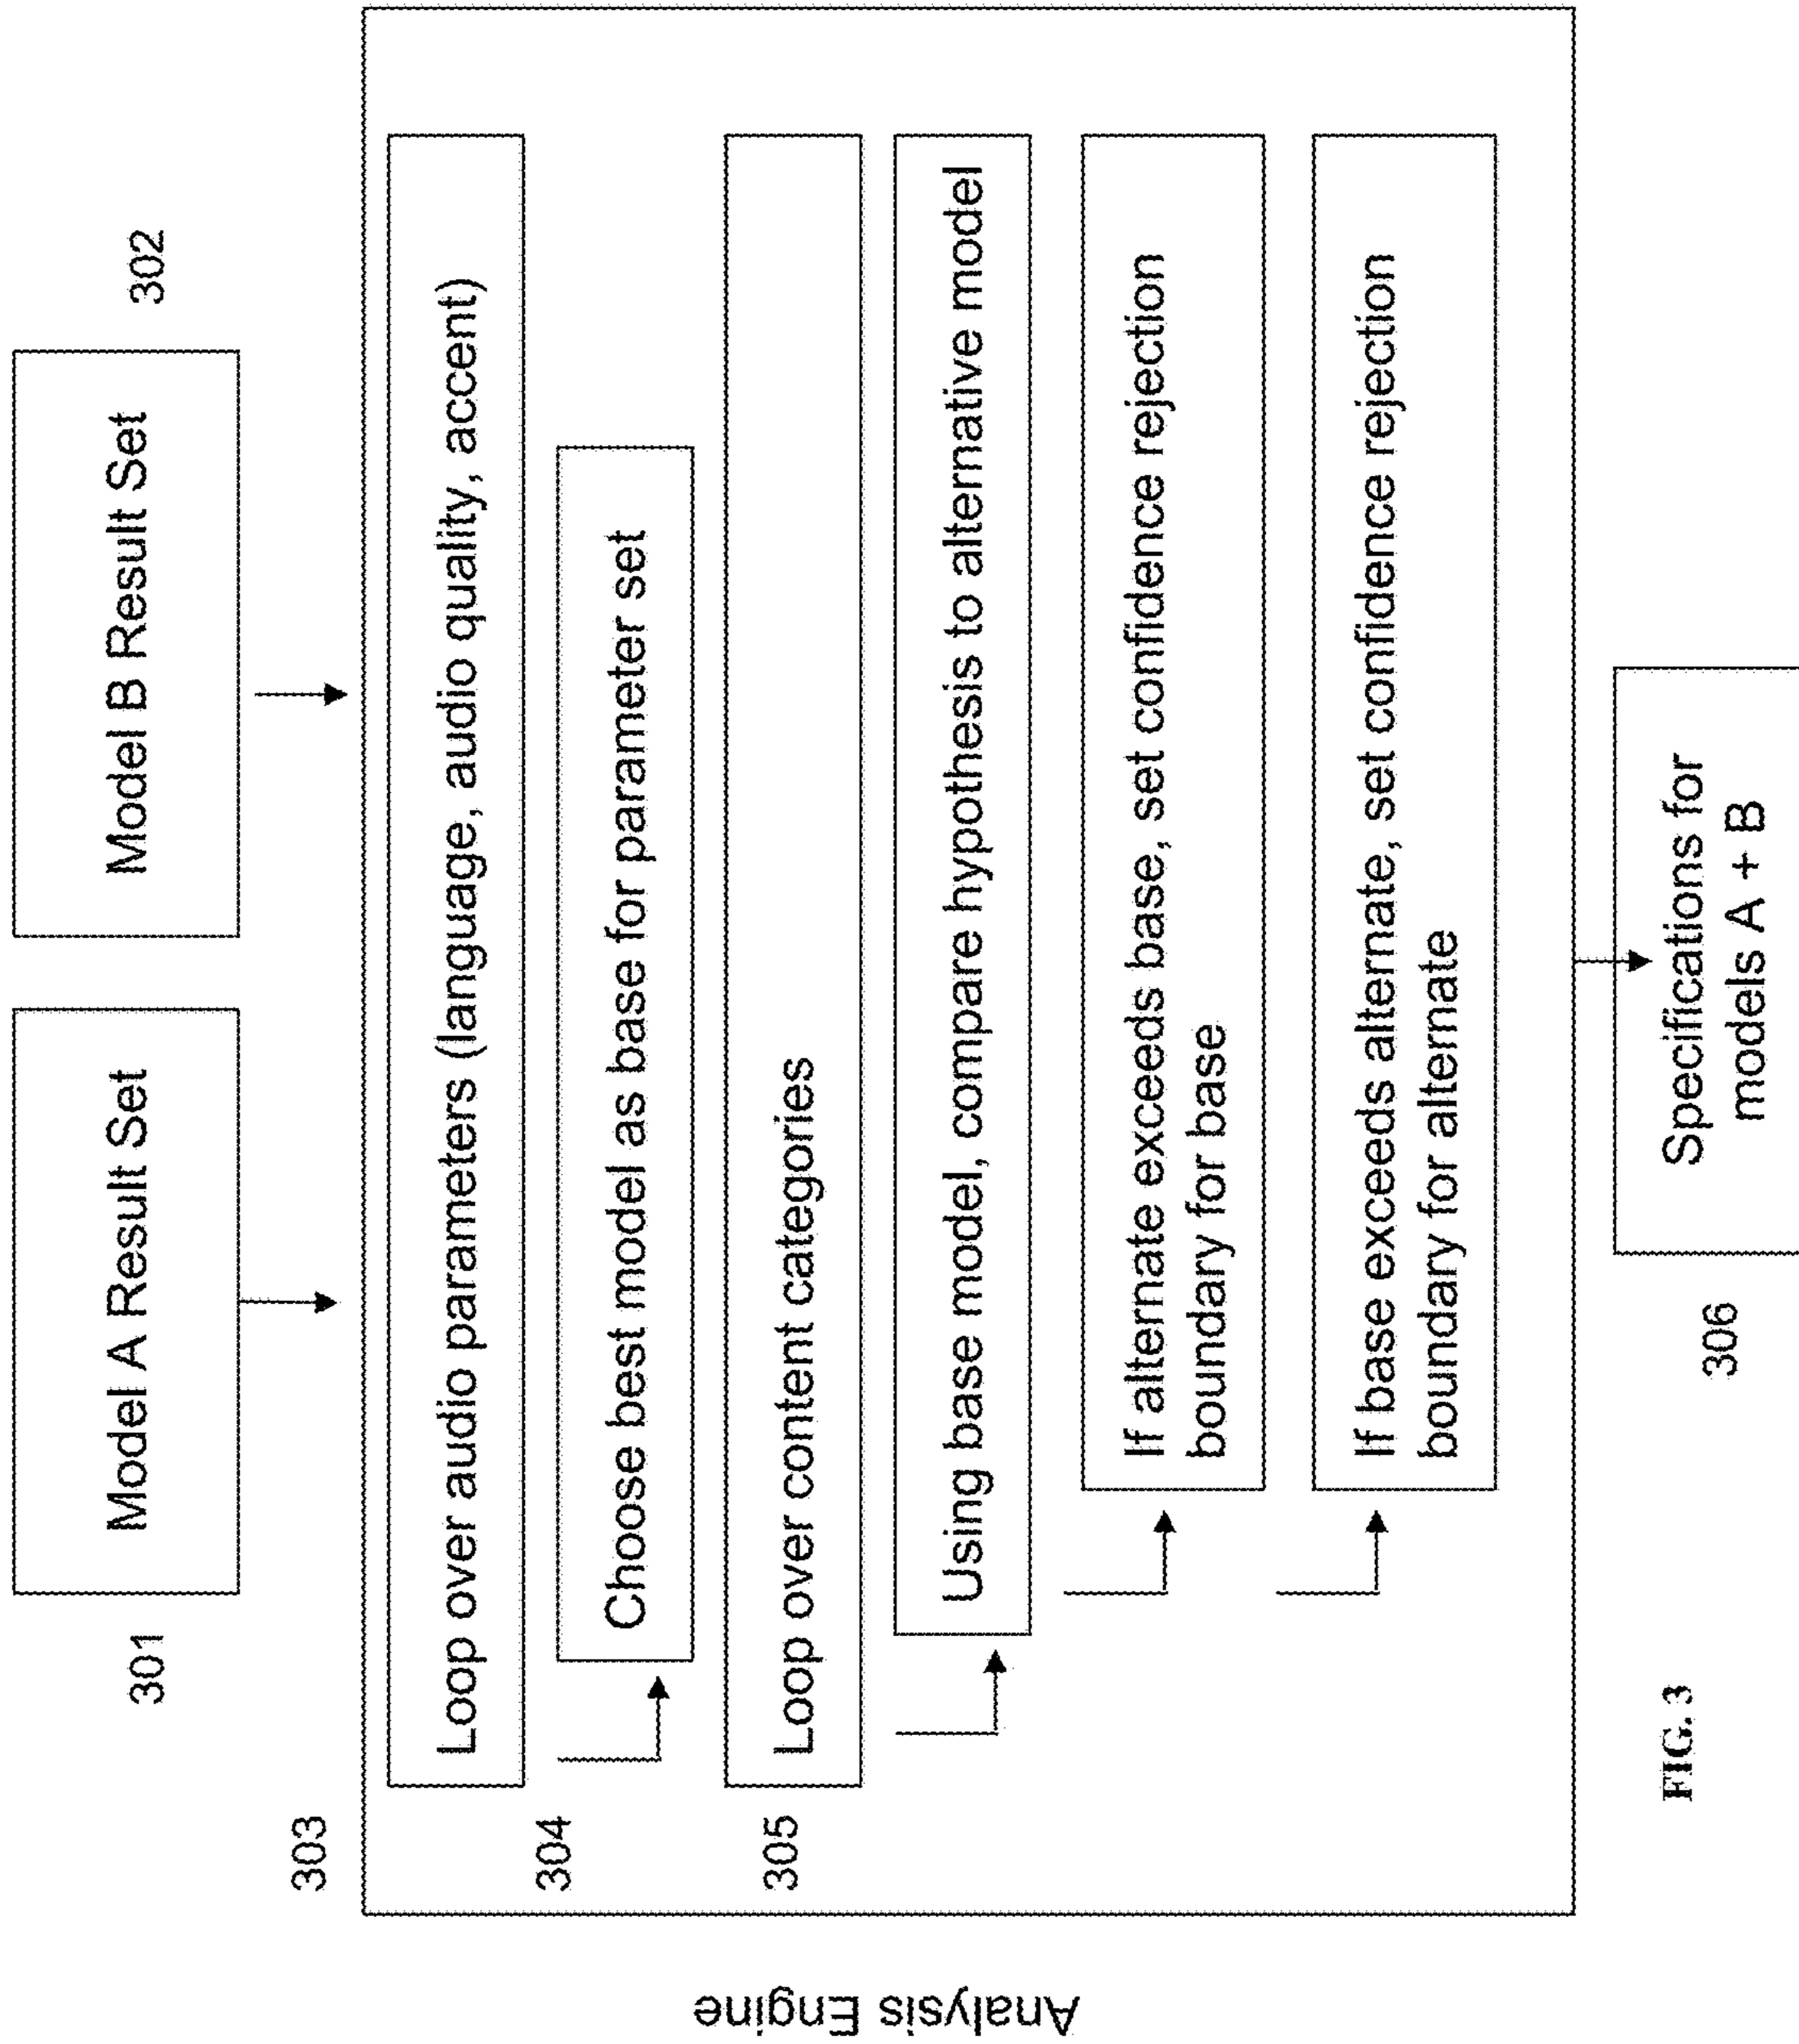 301
Model A Result Set
Model B Result Set
302
303
Analysis Engine
Loop over audio parameters (language, audio quality, accent)
304
Choose best model as base for parameter set
305
Loop over content categories
Using base model, compare hypothesis to alternative model
If alternate exceeds base, set confidence rejection
boundary for base
If base exceeds alternate, set confidence rejection
boundary for alternate
306
Specifications for
models A + B
FIG. 3